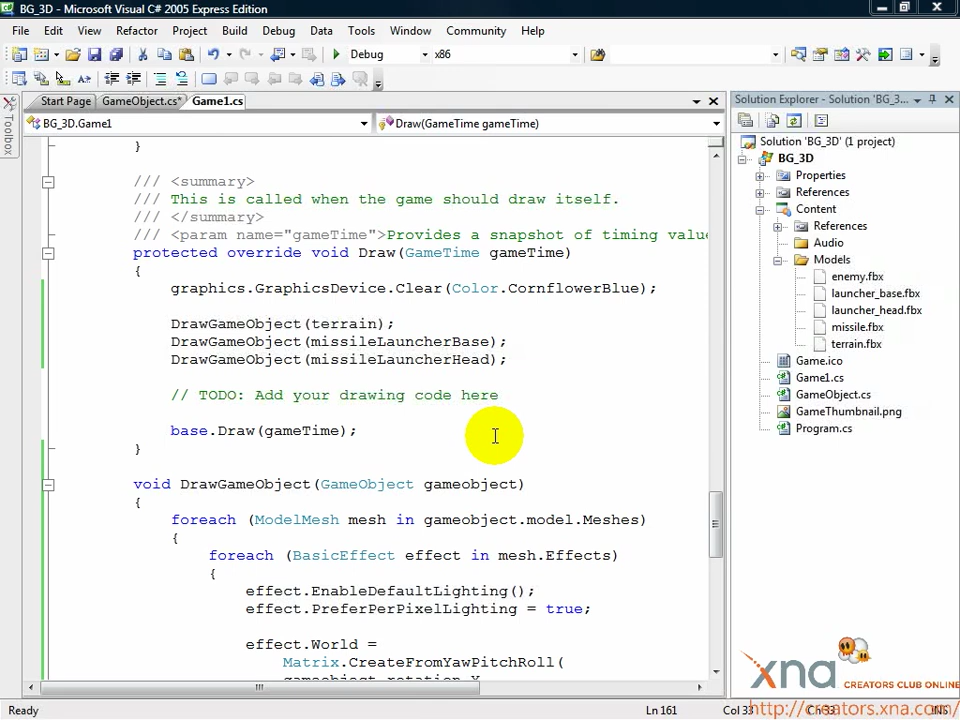 BG_3D - Microsoft Visual C# 2005 Express Edition
File Edit View Refactor Project Build Debug Data Tools Window Community Help
Debug x86
Start Page GameObject.cs* Game1.cs
BG_3D.Game1 Draw(GameTime gameTime)
Toolbox
}
/// <summary>
/// This is called when the game should draw itself.
/// </summary>
/// <param name="gameTime">Provides a snapshot of timing value
protected override void Draw(GameTime gameTime)
{
graphics.GraphicsDevice.Clear(Color.CornflowerBlue);
DrawGameObject(terrain);
DrawGameObject(missileLauncherBase);
DrawGameObject(missileLauncherHead);
// TODO: Add your drawing code here
base.Draw(gameTime);
}
void DrawGameObject(GameObject gameobject)
{
foreach (ModelMesh mesh in gameobject.model.Meshes)
{
foreach (BasicEffect effect in mesh.Effects)
{
effect.EnableDefaultLighting();
effect.PreferPerPixelLighting = true;
effect.World =
Matrix.CreateFromYawPitchRoll(
gameobject.rotation.Y
Solution Explorer - Solution 'BG_3...
Solution 'BG_3D' (1 project)
BG_3D
Properties
References
Content
References
Audio
Models
enemy.fbx
launcher_base.fbx
launcher_head.fbx
missile.fbx
terrain.fbx
Game.ico
Game1.cs
GameObject.cs
GameThumbnail.png
Program.cs
xna CREATORS CLUB ONLINE
http://creators.xna.com/
Ready Ln 161 Col 33 Ch 33 INS